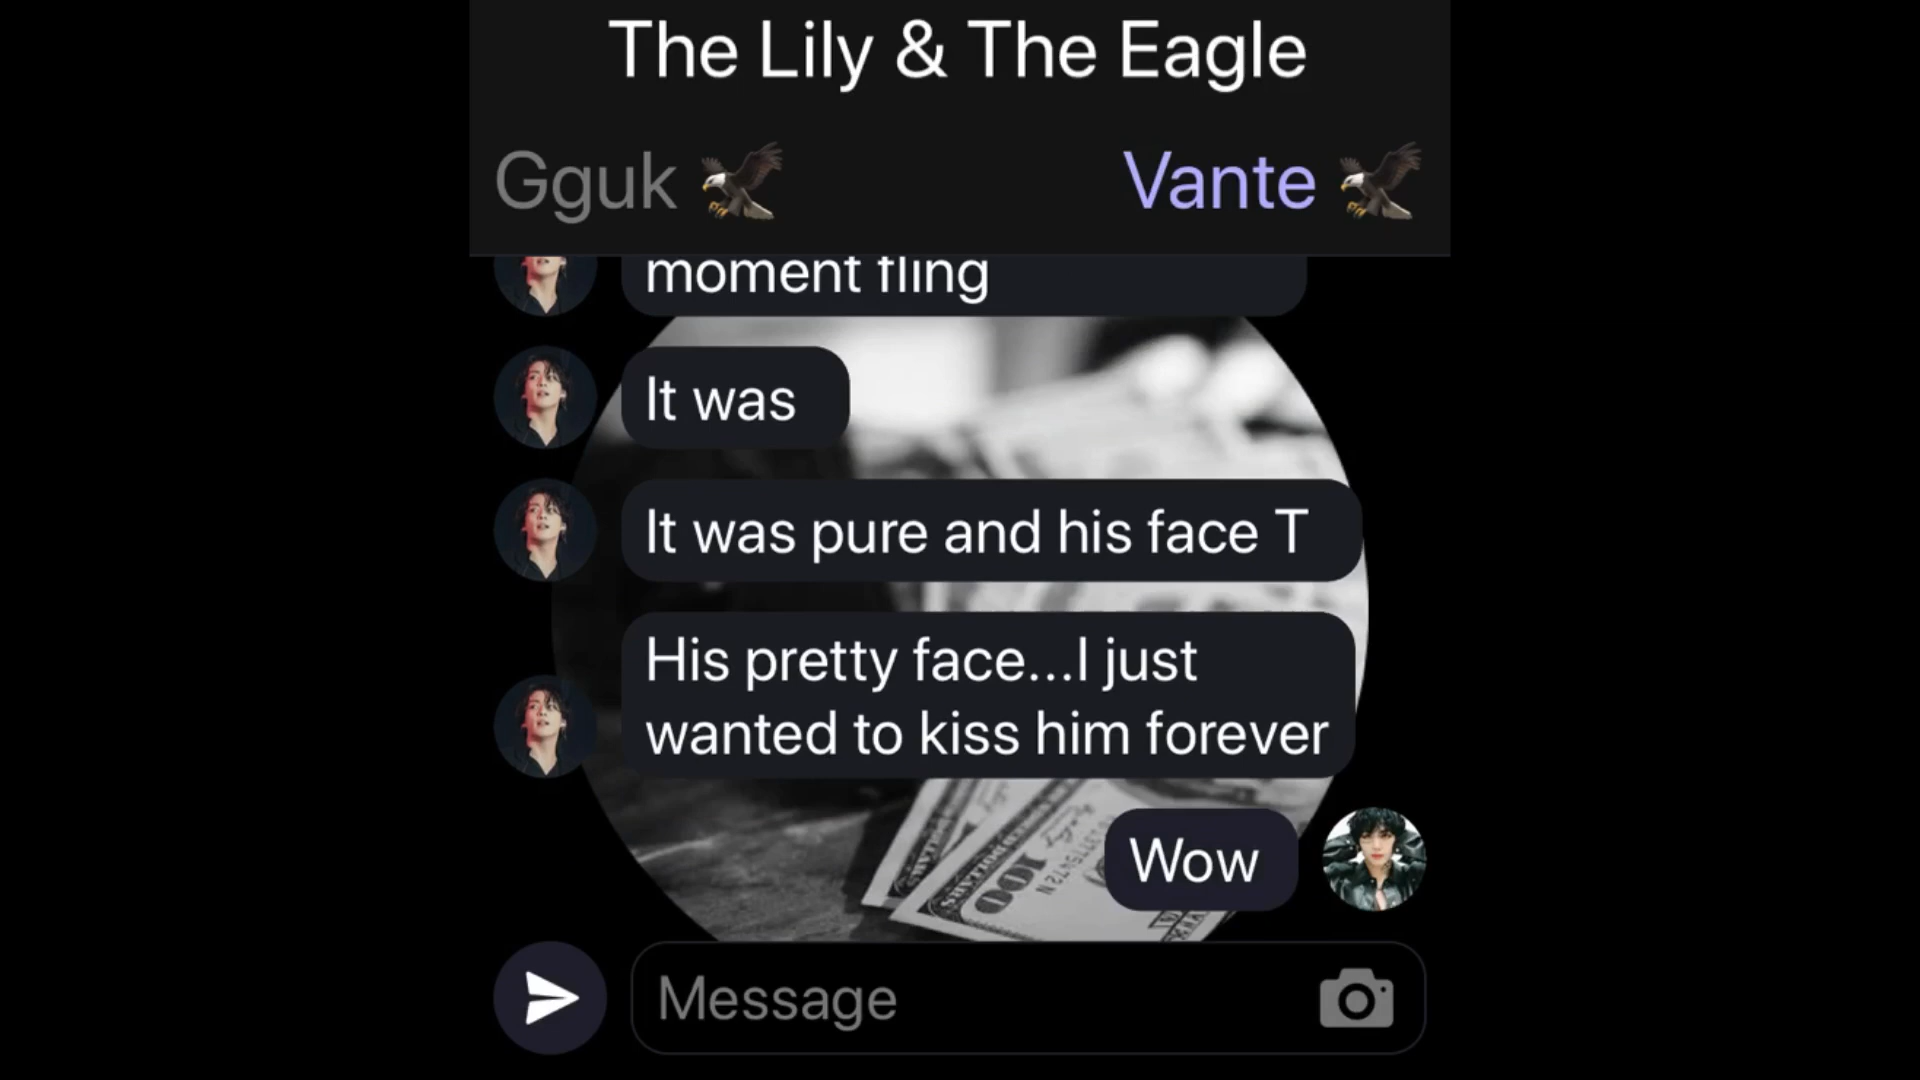 The Lily & The Eagle
Gguk 🦅 Vante 🦅
moment fling
It was
It was pure and his face T
His pretty face...I just
wanted to kiss him forever
Wow
100
Message